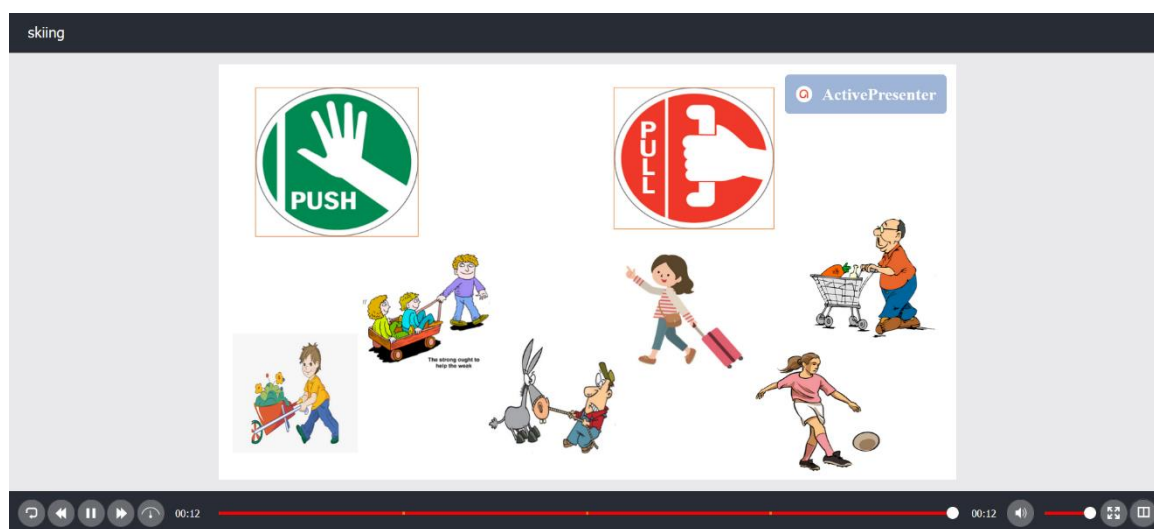 skiing
ActivePresenter
PUSH
PULL
The strong ought to
help the weak
00:12
00:12